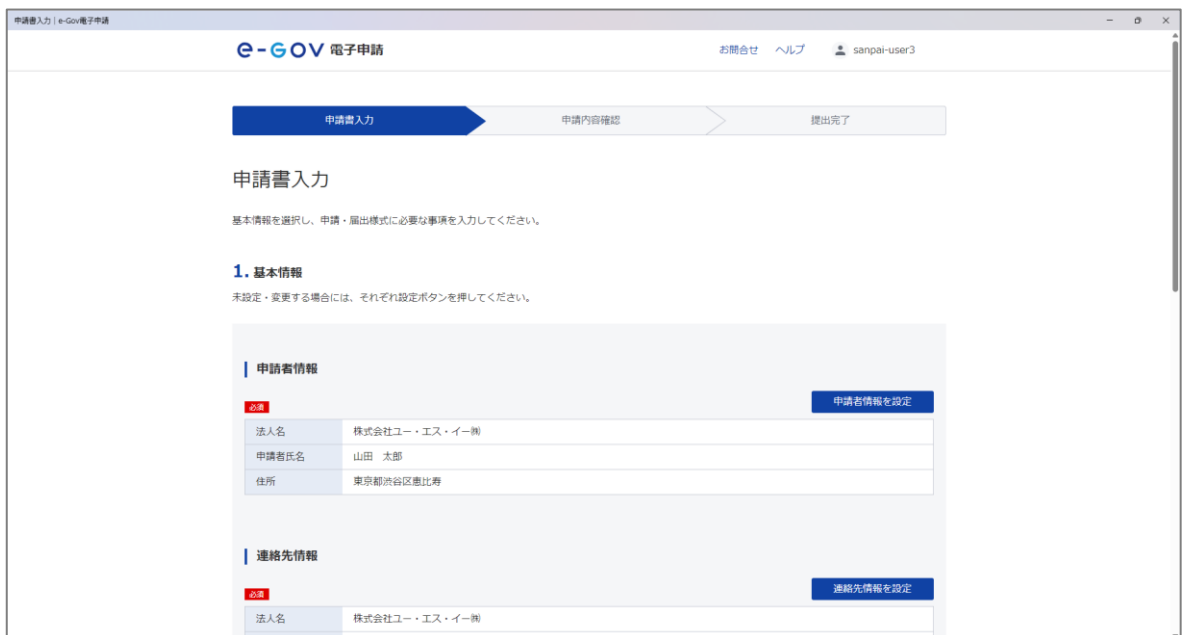 申請書入力 | e-Gov電子申請
e-GOV 電子申請
お問合せ ヘルプ sanpai-user3
申請書入力 申請内容確認 提出完了
申請書入力
基本情報を選択し、申請・届出様式に必要な事項を入力してください。
1. 基本情報
未設定・変更する場合には、それぞれ設定ボタンを押してください。
申請者情報
必須 申請者情報を設定
法人名 株式会社ユー・エス・イー㈱
申請者氏名 山田 太郎
住所 東京都渋谷区恵比寿
連絡先情報
必須 連絡先情報を設定
法人名 株式会社ユー・エス・イー㈱